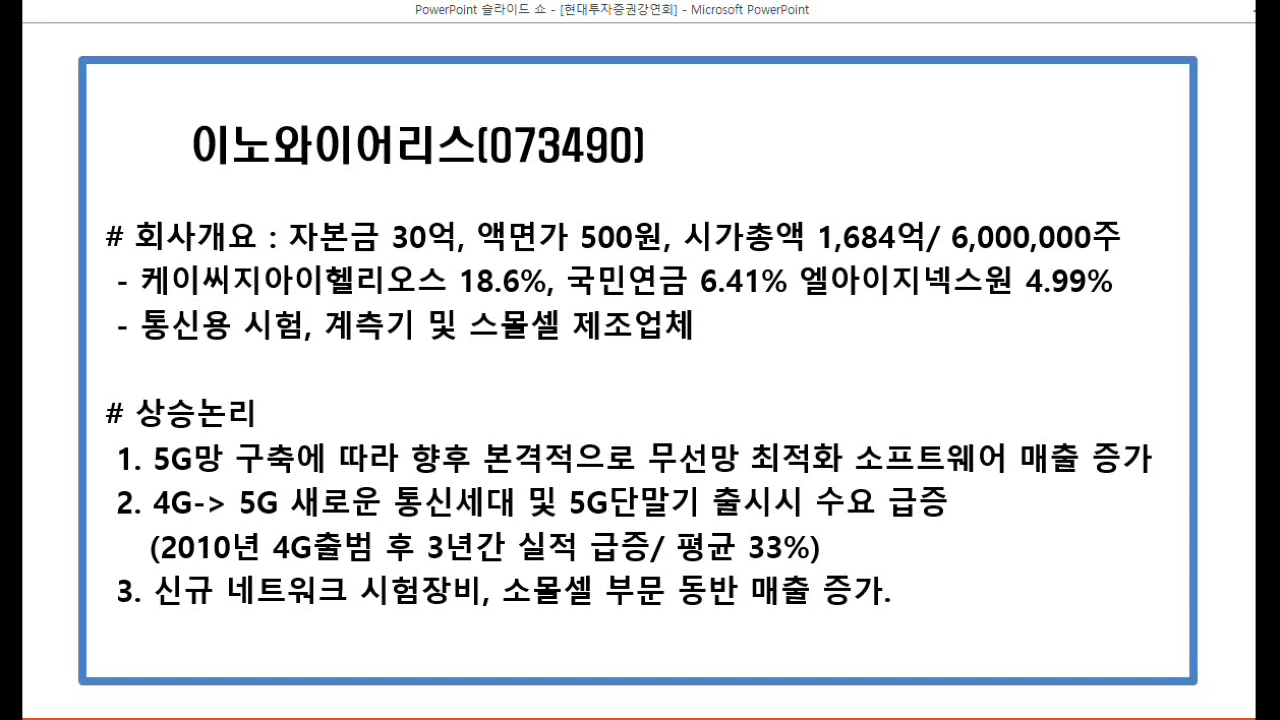 PowerPoint 슬라이드 쇼 - [현대투자증권강연회] - Microsoft PowerPoint
이노와이어리스(073490)
# 회사개요 : 자본금 30억, 액면가 500원, 시가총액 1,684억/ 6,000,000주
- 케이씨지아이헬리오스 18.6%, 국민연금 6.41% 엘아이지넥스원 4.99%
- 통신용 시험, 계측기 및 스몰셀 제조업체
# 상승논리
1. 5G망 구축에 따라 향후 본격적으로 무선망 최적화 소프트웨어 매출 증가
2. 4G-> 5G 새로운 통신세대 및 5G단말기 출시시 수요 급증
(2010년 4G출범 후 3년간 실적 급증/ 평균 33%)
3. 신규 네트워크 시험장비, 소몰셀 부문 동반 매출 증가.